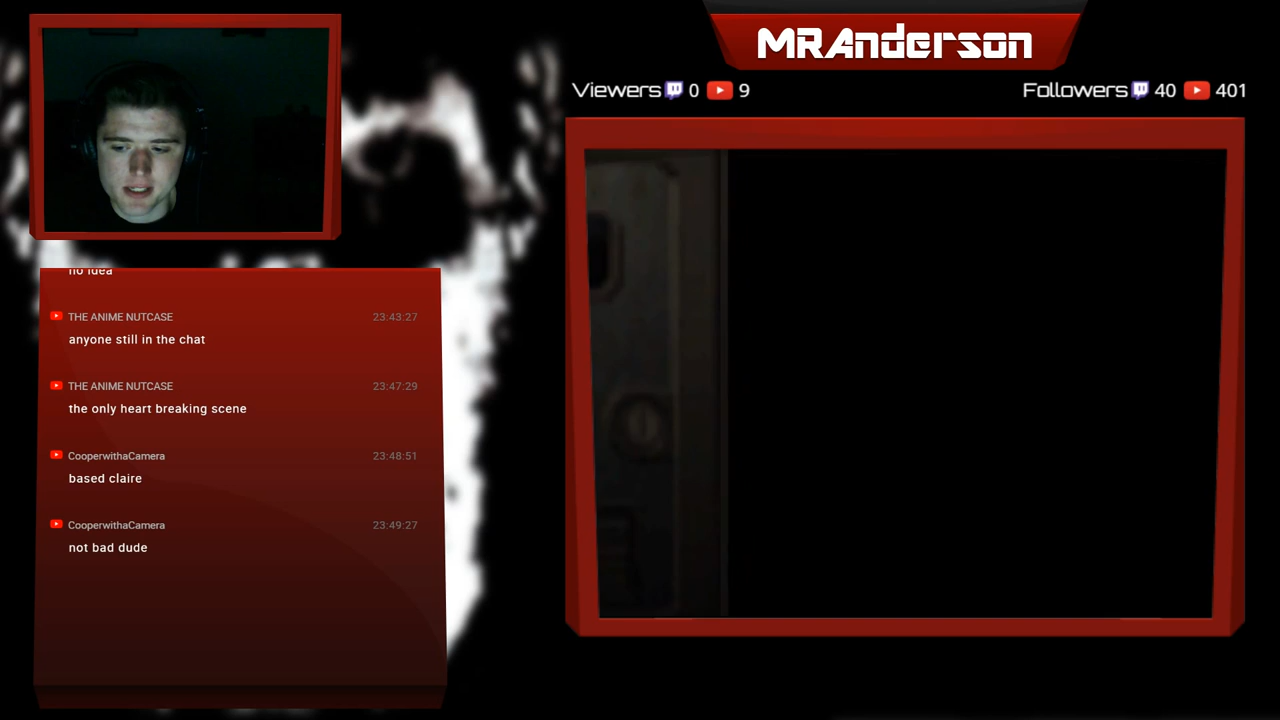 MRAnderson
Viewers 0 9
Followers 40 401
no idea
THE ANIME NUTCASE 23:43:27
anyone still in the chat
THE ANIME NUTCASE 23:47:29
the only heart breaking scene
CooperwithaCamera 23:48:51
based claire
CooperwithaCamera 23:49:27
not bad dude